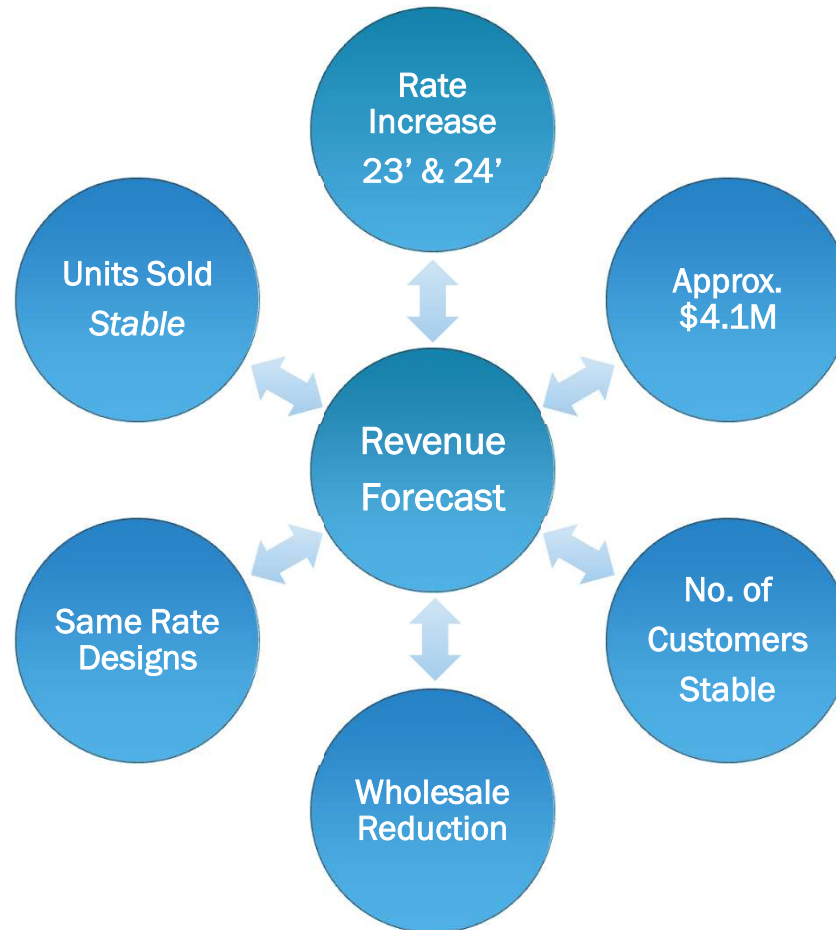 Rate
Increase
23’ & 24’
Units Sold
Stable
Approx.
$4.1M
Revenue
Forecast
Same Rate
Designs
No. of
Customers
Stable
Wholesale
Reduction